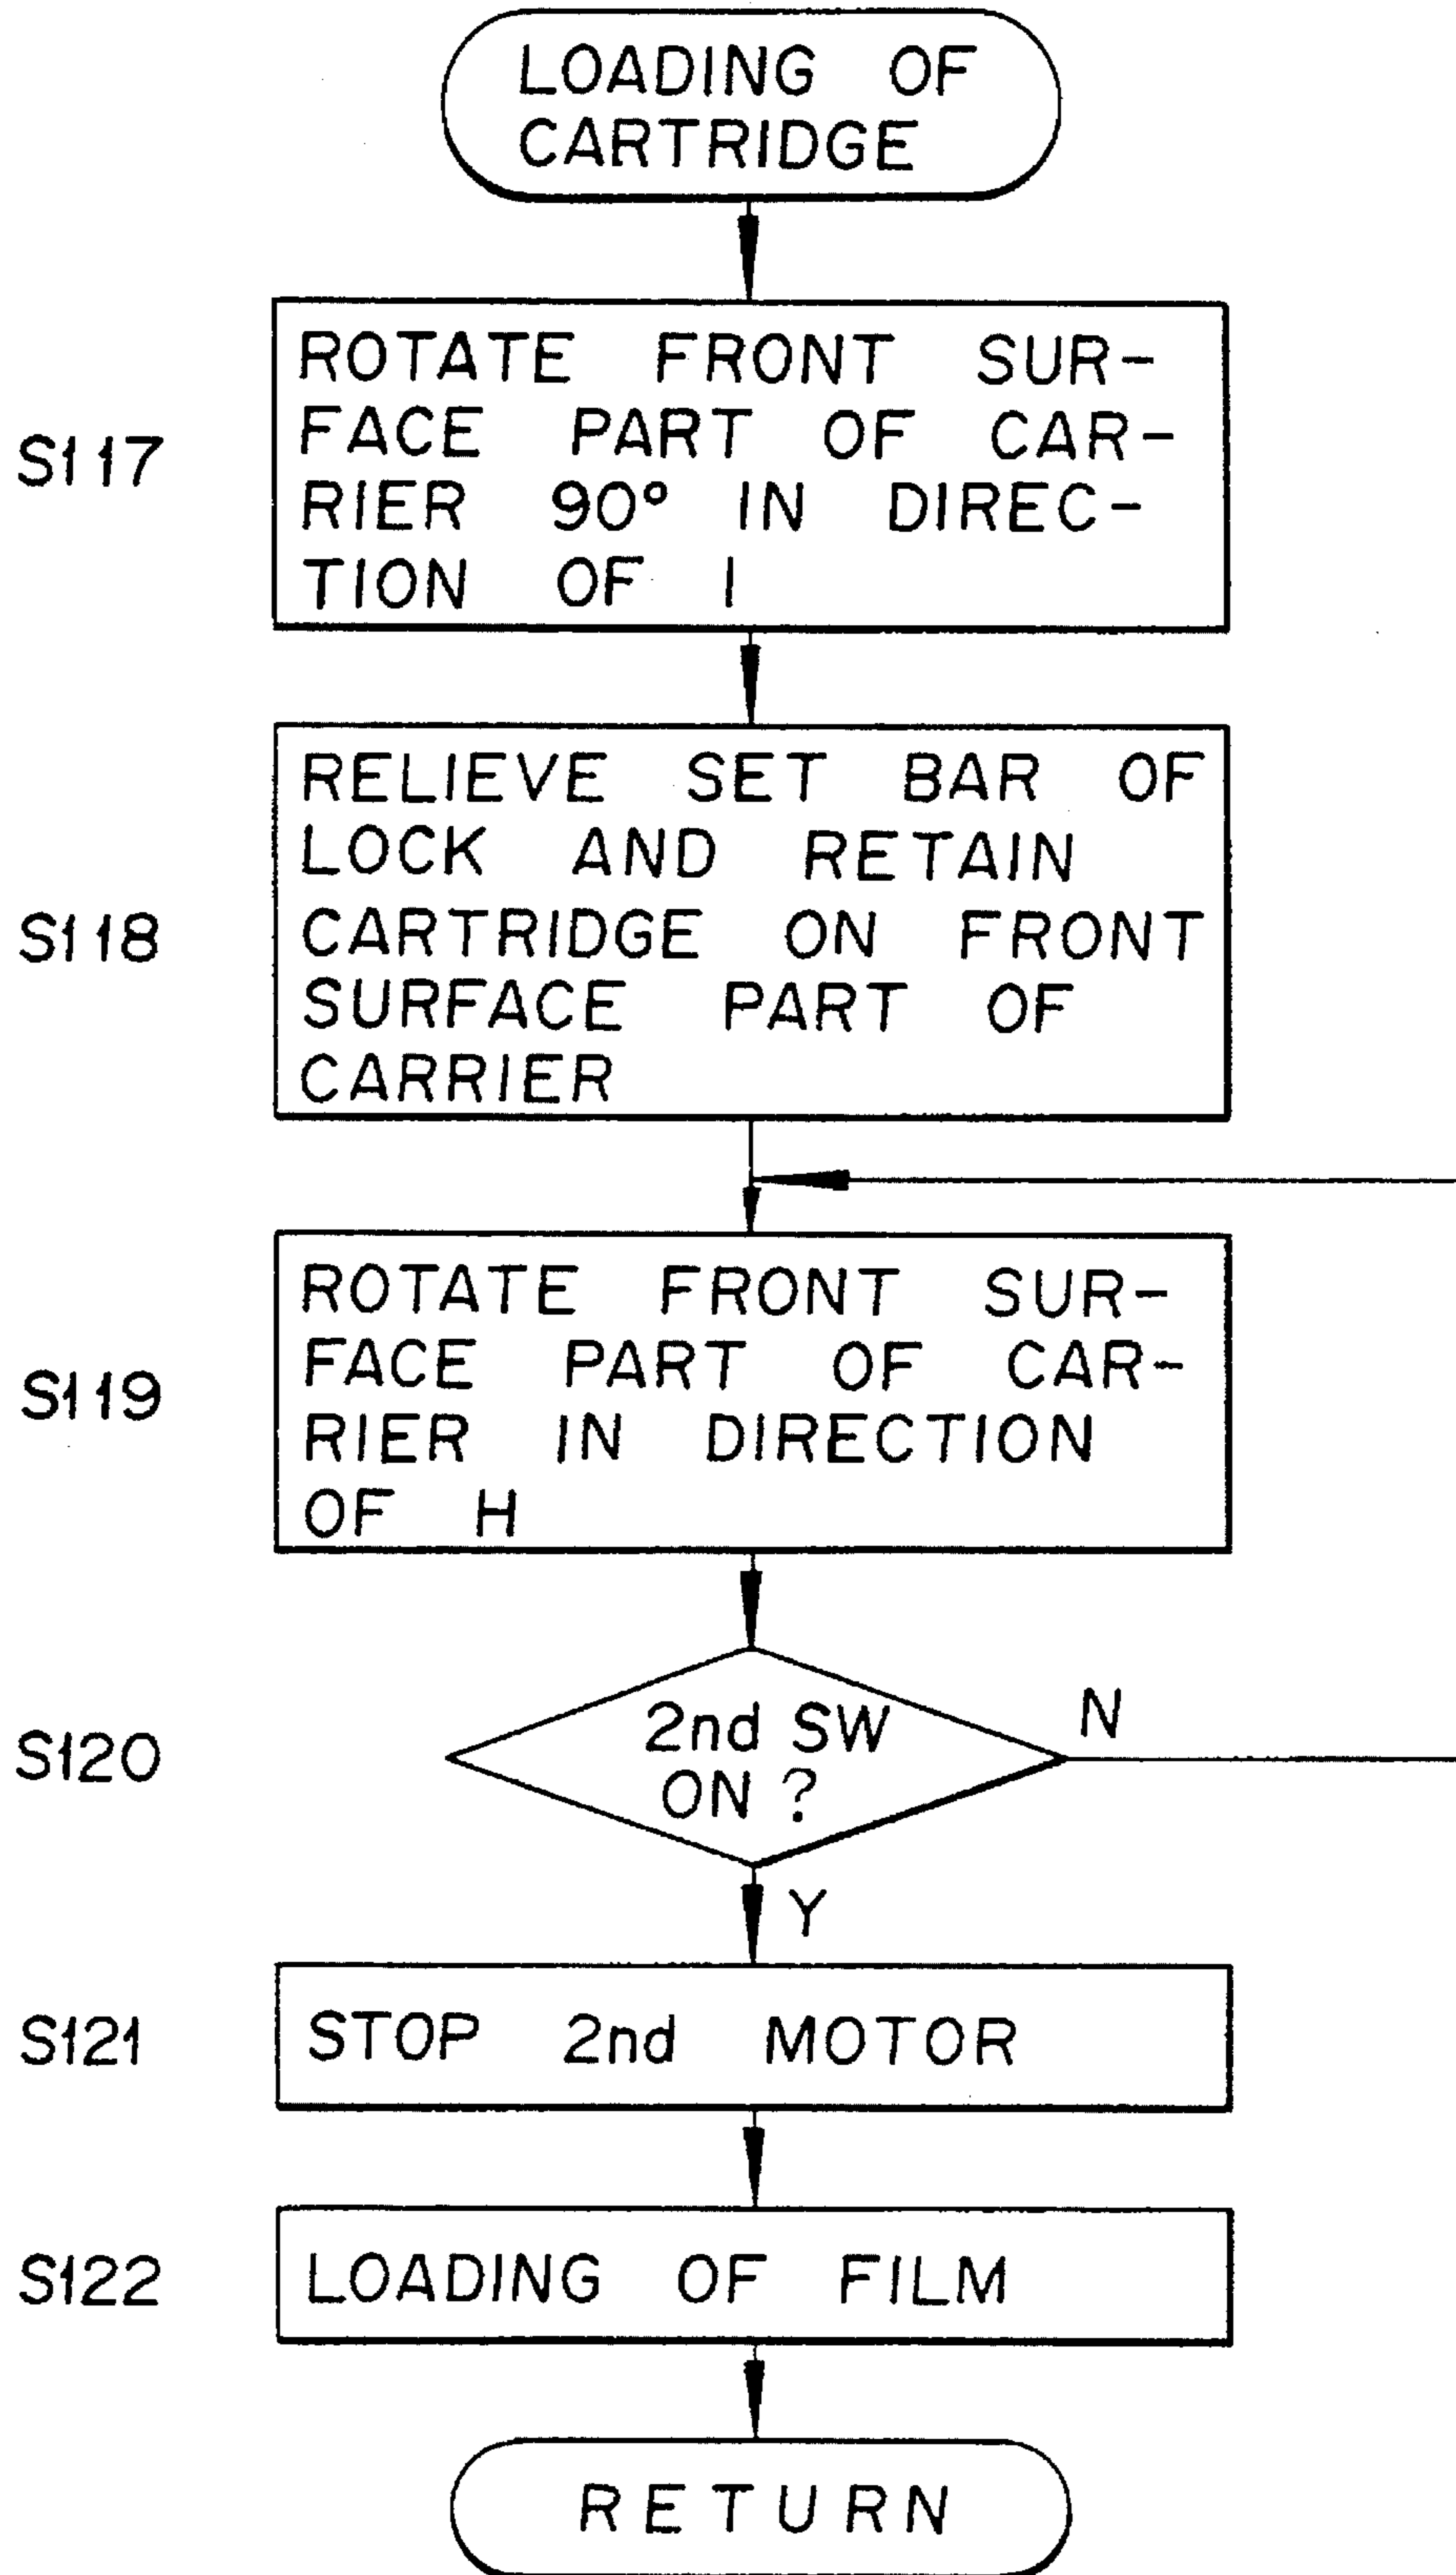 LOADING OF
CARTRIDGE
S117
ROTATE FRONT SUR-
FACE PART OF CAR-
RIER 90° IN DIREC-
TION OF I
S118
RELIEVE SET BAR OF
LOCK AND RETAIN
CARTRIDGE ON FRONT
SURFACE PART OF
CARRIER
S119
ROTATE FRONT SUR-
FACE PART OF CAR-
RIER IN DIRECTION
OF H
S120
2nd SW
ON?
N
Y
S121
STOP 2nd MOTOR
S122
LOADING OF FILM
RETURN